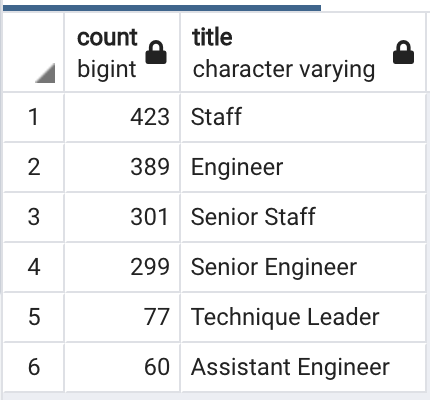 count title
bigint character varying
1 423 Staff
2 389 Engineer
3 301 Senior Staff
4 299 Senior Engineer
5 77 Technique Leader
6 60 Assistant Engineer